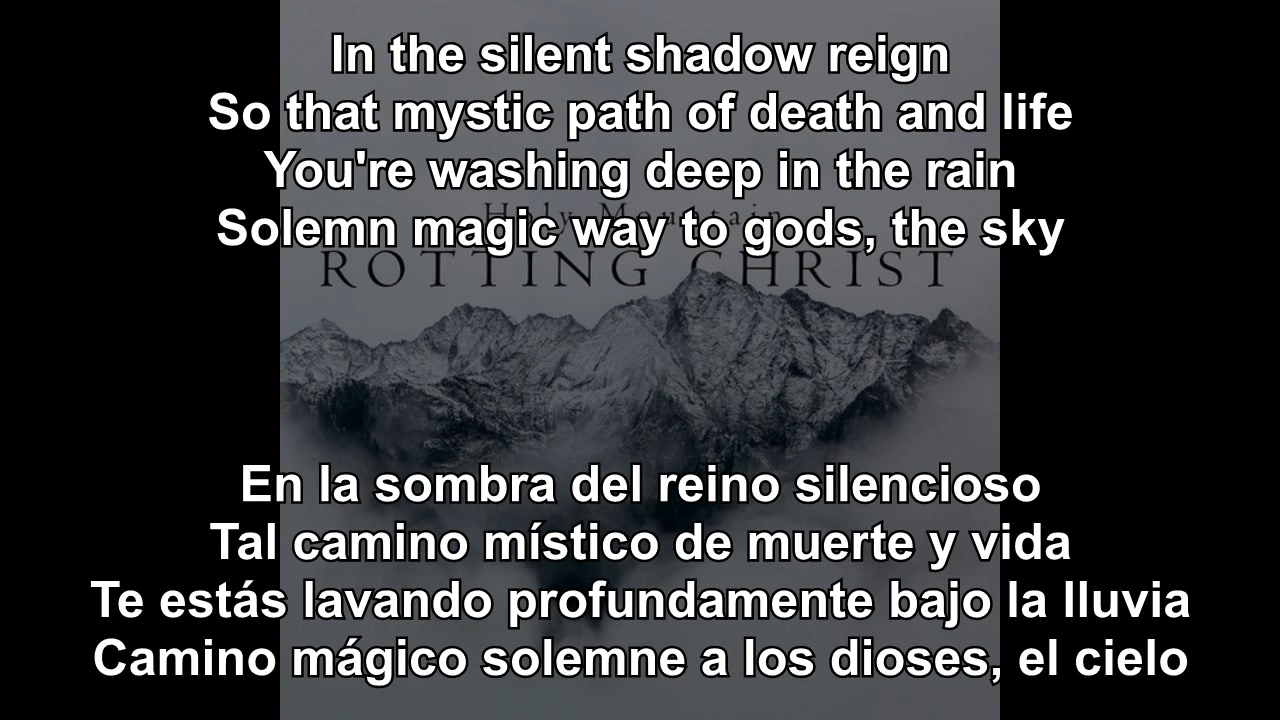 In the silent shadow reign
So that mystic path of death and life
You're washing deep in the rain
Holy Mountain
Solemn magic way to gods, the sky
ROTTING CHRIST
En la sombra del reino silencioso
Tal camino místico de muerte y vida
Te estás lavando profundamente bajo la lluvia
Camino mágico solemne a los dioses, el cielo